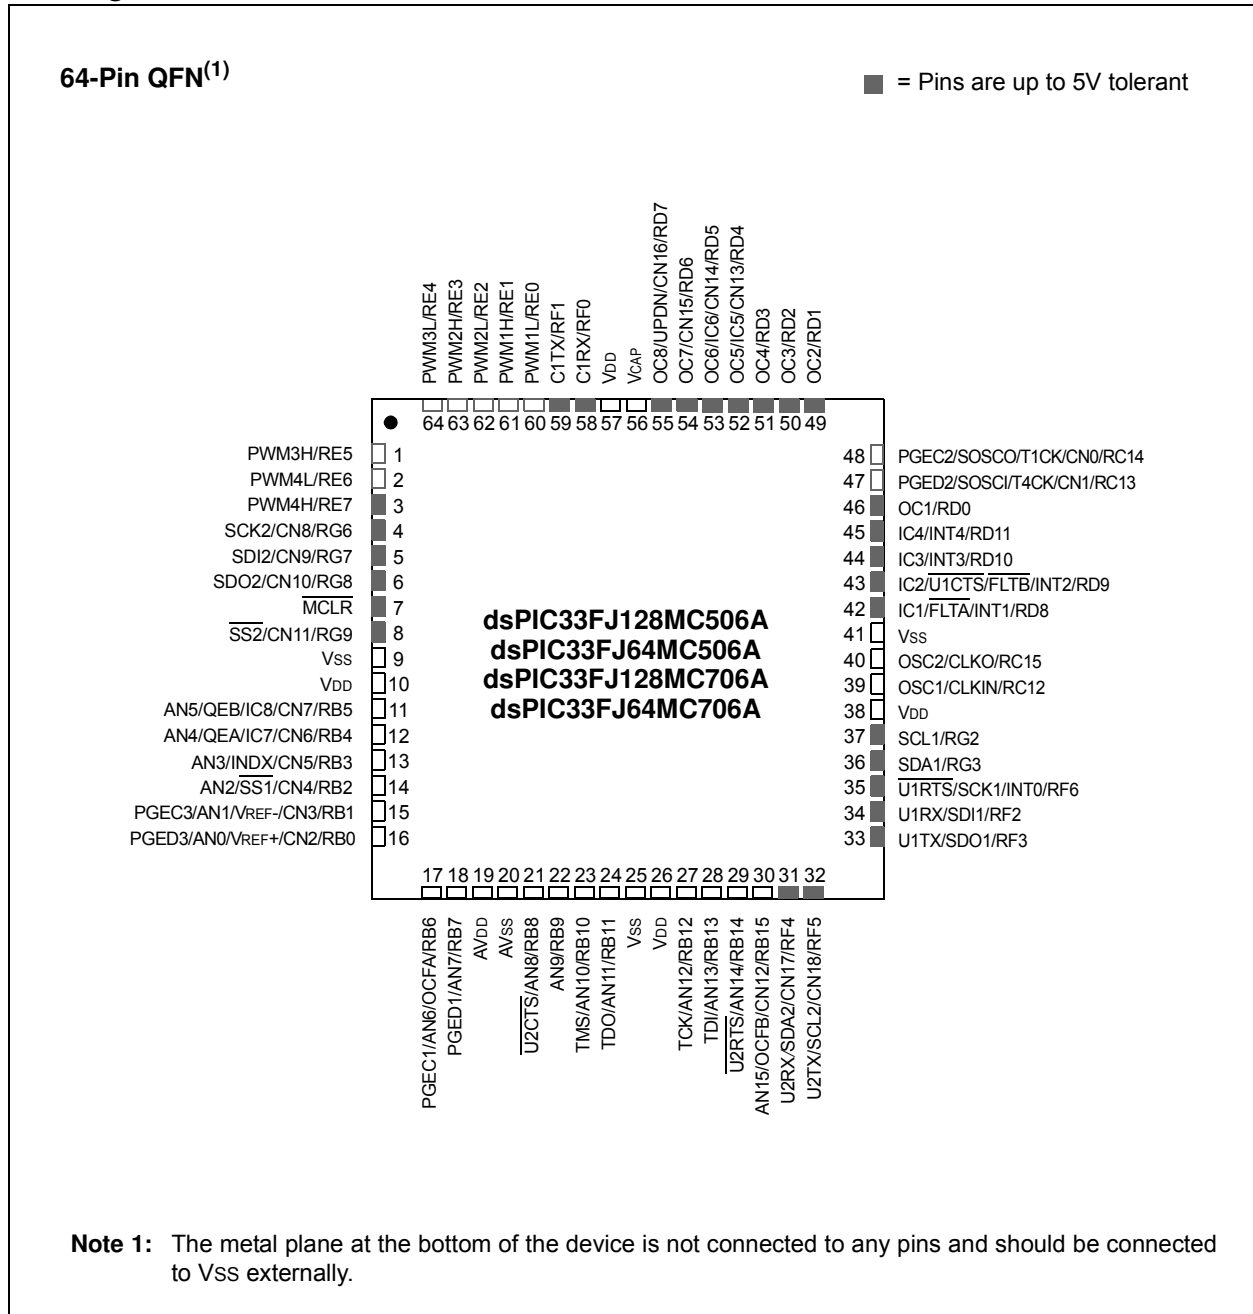 64-Pin QFN(1)
= Pins are up to 5V tolerant
PWM3L/RE4
PWM2H/RE3
PWM2L/RE2
PWM1H/RE1
PWM1L/RE0
C1TX/RF1
C1RX/RF0
VDD
VCAP
OC8/UPDN/CN16/RD7
OC7/CN15/RD6
OC6/IC6/CN14/RD5
OC5/IC5/CN13/RD4
OC4/RD3
OC3/RD2
OC2/RD1
64 63 62 61 60 59 58 57 56 55 54 53 52 51 50 49
PWM3H/RE5 1
PWM4L/RE6 2
PWM4H/RE7 3
SCK2/CN8/RG6 4
SDI2/CN9/RG7 5
SDO2/CN10/RG8 6
MCLR 7
SS2/CN11/RG9 8
VSS 9
VDD 10
AN5/QEB/IC8/CN7/RB5 11
AN4/QEA/IC7/CN6/RB4 12
AN3/INDX/CN5/RB3 13
AN2/SS1/CN4/RB2 14
PGEC3/AN1/VREF-/CN3/RB1 15
PGED3/AN0/VREF+/CN2/RB0 16
dsPIC33FJ128MC506A
dsPIC33FJ64MC506A
dsPIC33FJ128MC706A
dsPIC33FJ64MC706A
48 PGEC2/SOSCO/T1CK/CN0/RC14
47 PGED2/SOSCI/T4CK/CN1/RC13
46 OC1/RD0
45 IC4/INT4/RD11
44 IC3/INT3/RD10
43 IC2/U1CTS/FLTB/INT2/RD9
42 IC1/FLTA/INT1/RD8
41 VSS
40 OSC2/CLKO/RC15
39 OSC1/CLKIN/RC12
38 VDD
37 SCL1/RG2
36 SDA1/RG3
35 U1RTS/SCK1/INT0/RF6
34 U1RX/SDI1/RF2
33 U1TX/SDO1/RF3
17 18 19 20 21 22 23 24 25 26 27 28 29 30 31 32
PGEC1/AN6/OCFA/RB6
PGED1/AN7/RB7
AVDD
AVSS
U2CTS/AN8/RB8
AN9/RB9
TMS/AN10/RB10
TDO/AN11/RB11
VSS
VDD
TCK/AN12/RB12
TDI/AN13/RB13
U2RTS/AN14/RB14
AN15/OCFB/CN12/RB15
U2RX/SDA2/CN17/RF4
U2TX/SCL2/CN18/RF5
Note 1: The metal plane at the bottom of the device is not connected to any pins and should be connected
to VSS externally.